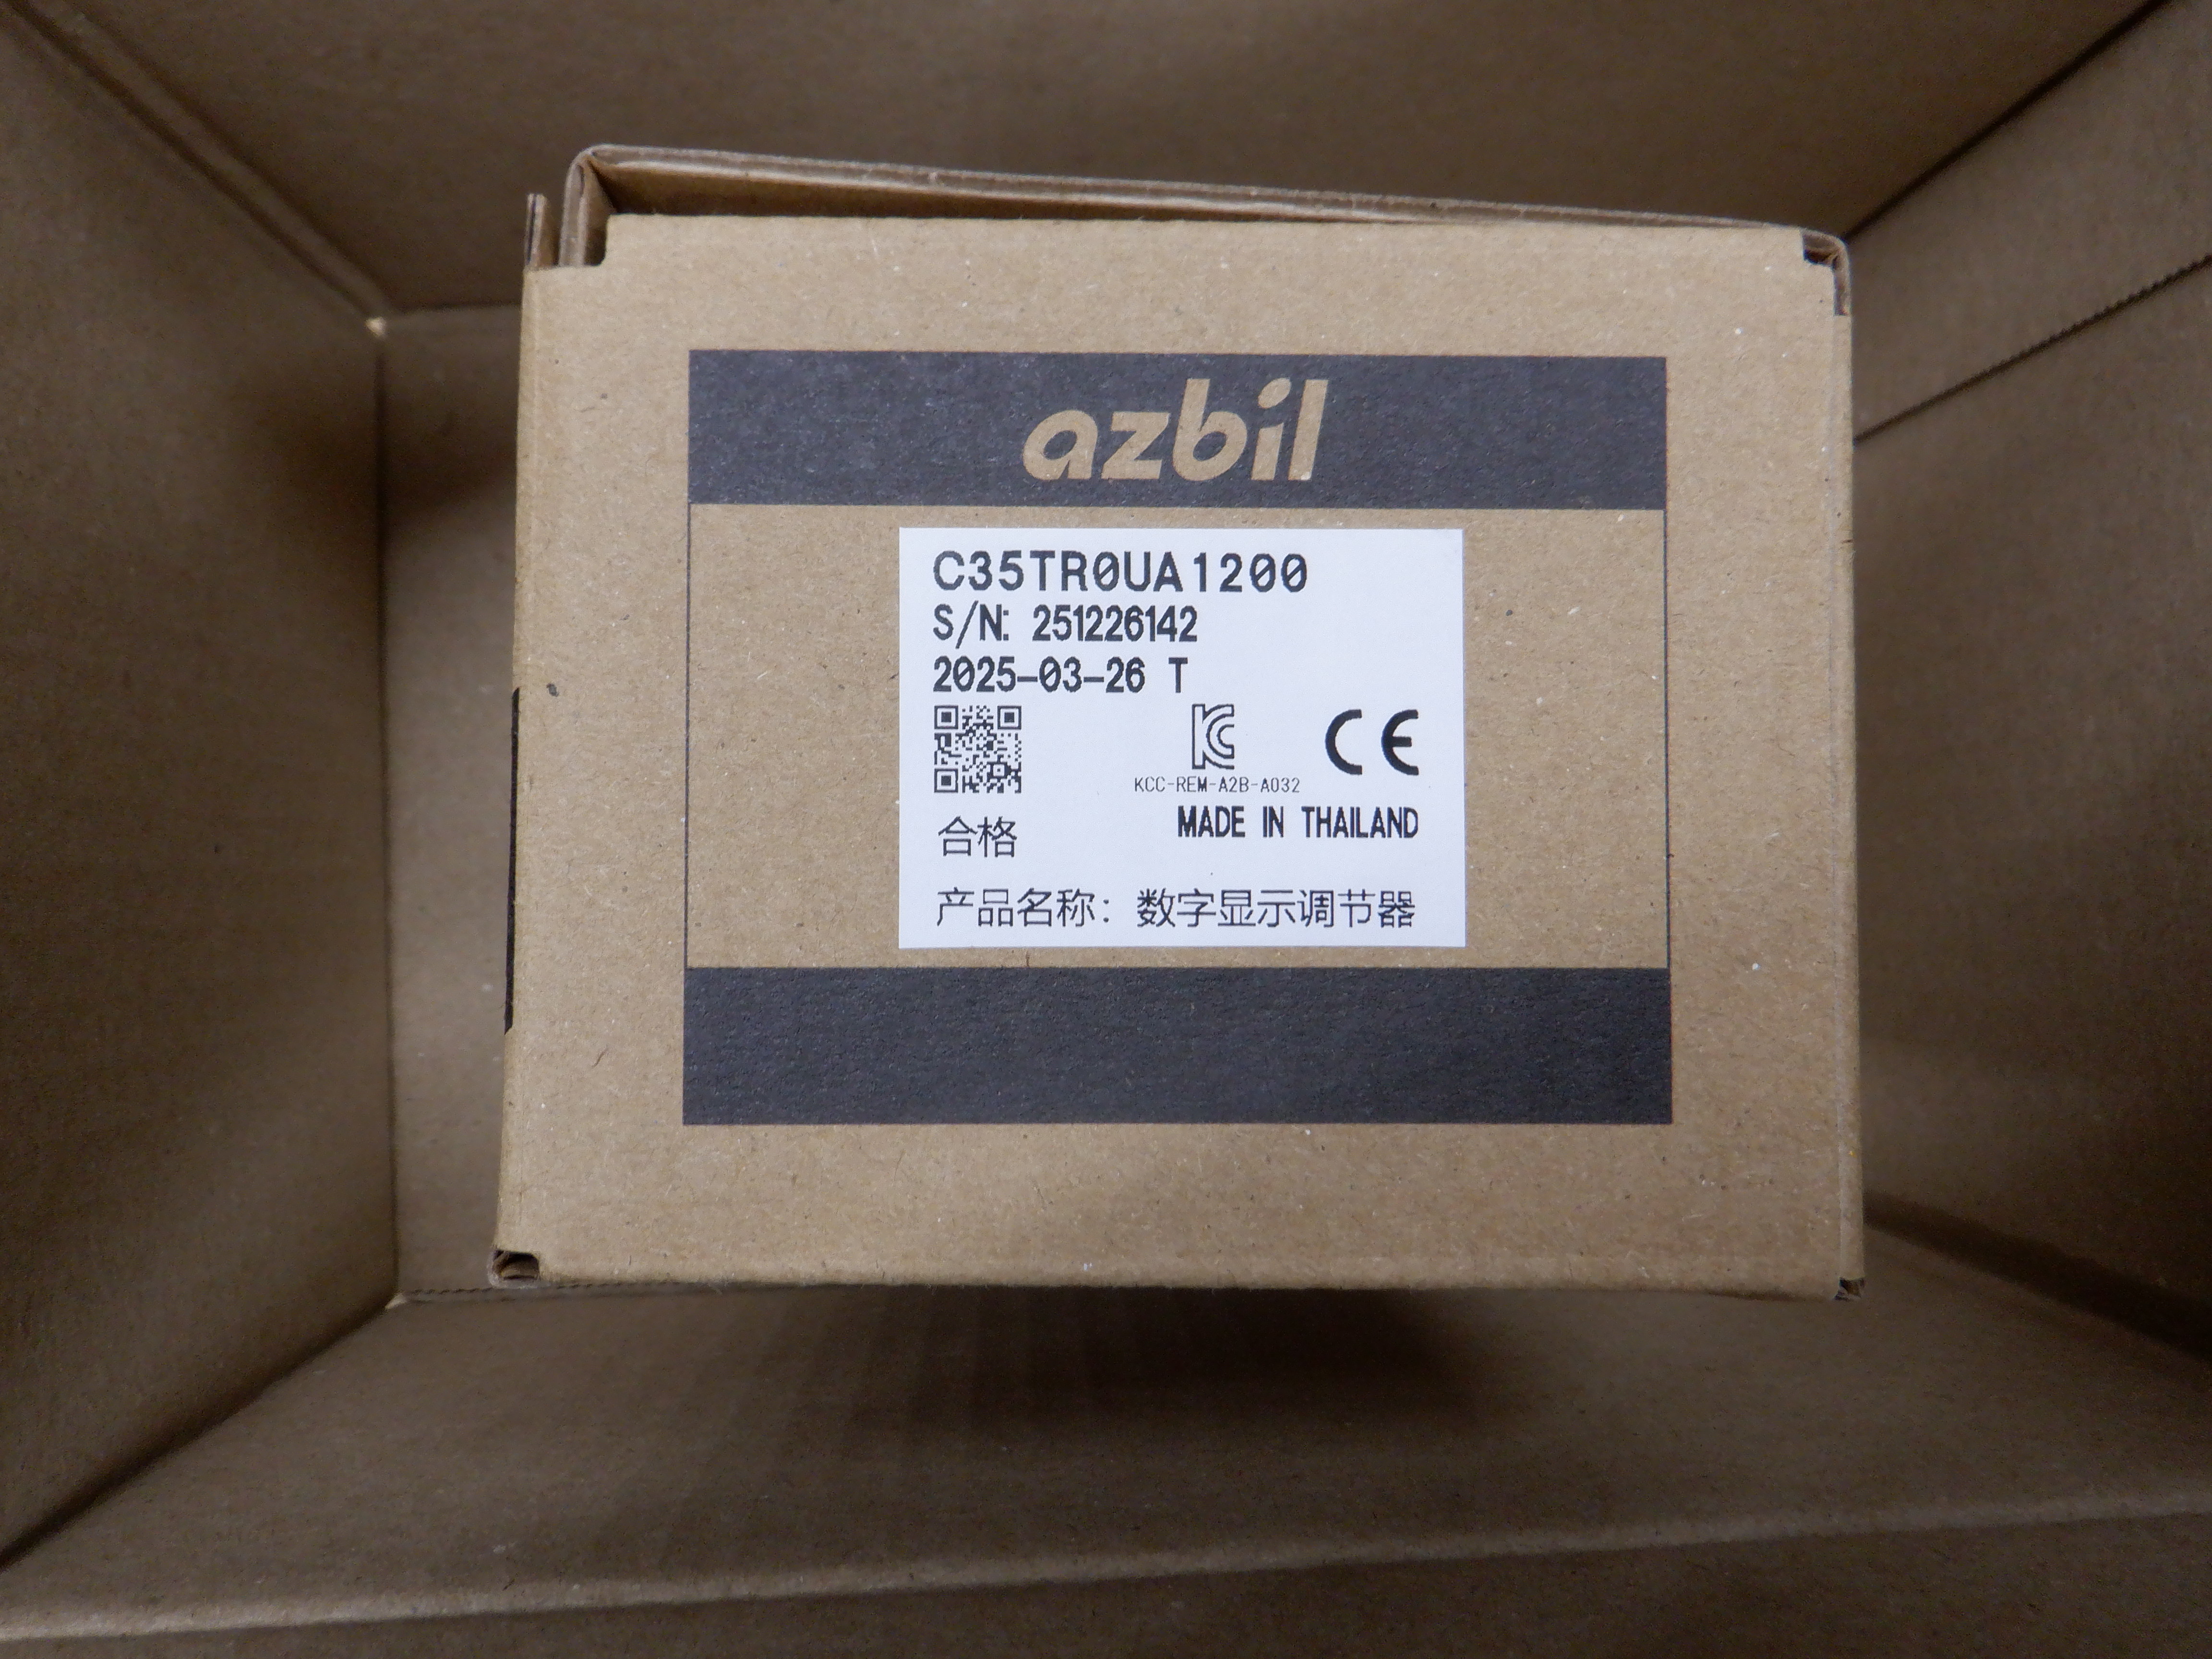 azbil
C35TR0UA1200
S/N: 251226142
2025-03-26 T
KCC-REM-A2B-A032
MADE IN THAILAND
合格
产品名称：数字显示调节器